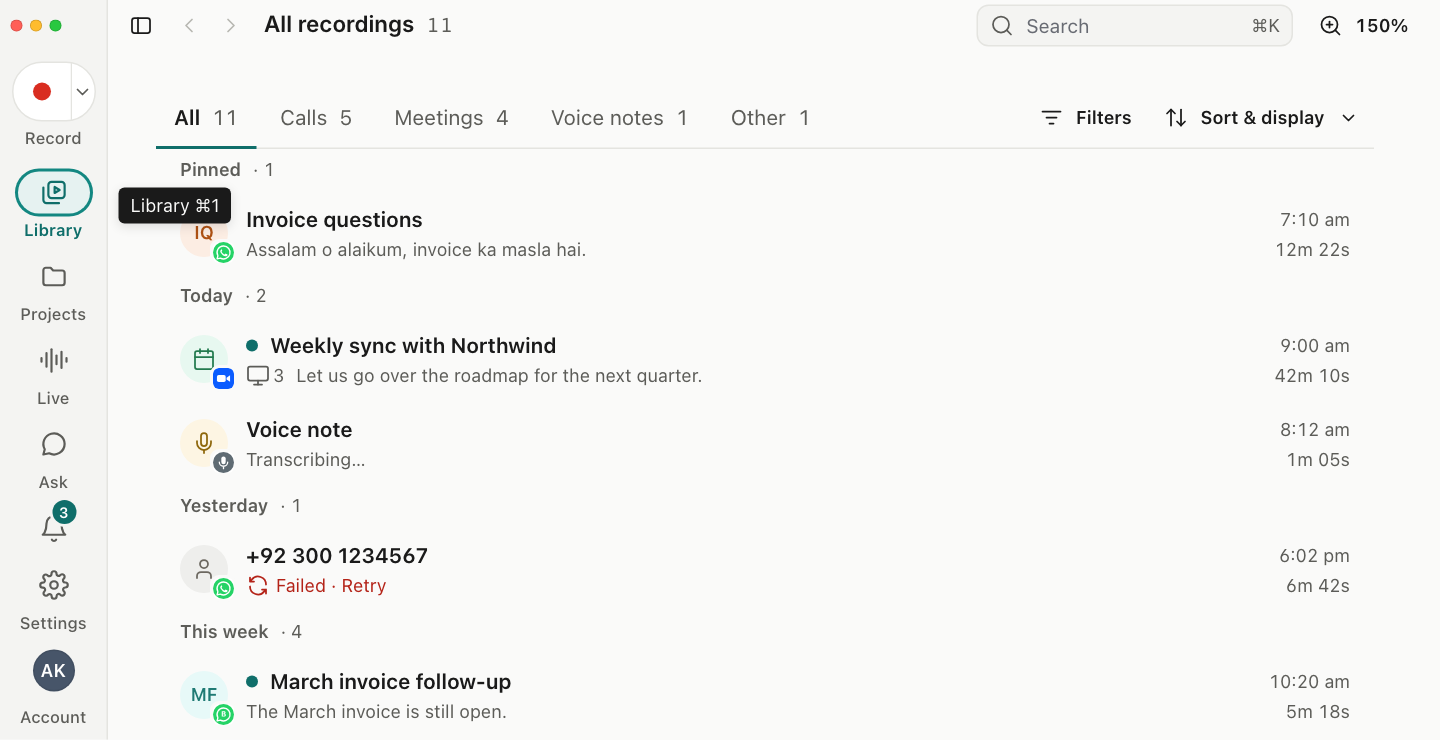 All recordings 11
Search ⌘K
150%
Record
Library
Projects
Live
Ask
3
Settings
AK
Account
Library ⌘1
All 11
Calls 5
Meetings 4
Voice notes 1
Other 1
Filters
Sort & display
Pinned · 1
IQ
Invoice questions 7:10 am
Assalam o alaikum, invoice ka masla hai. 12m 22s
Today · 2
Weekly sync with Northwind 9:00 am
3 Let us go over the roadmap for the next quarter. 42m 10s
Voice note 8:12 am
Transcribing... 1m 05s
Yesterday · 1
+92 300 1234567 6:02 pm
Failed · Retry 6m 42s
This week · 4
MF
March invoice follow-up 10:20 am
The March invoice is still open. 5m 18s